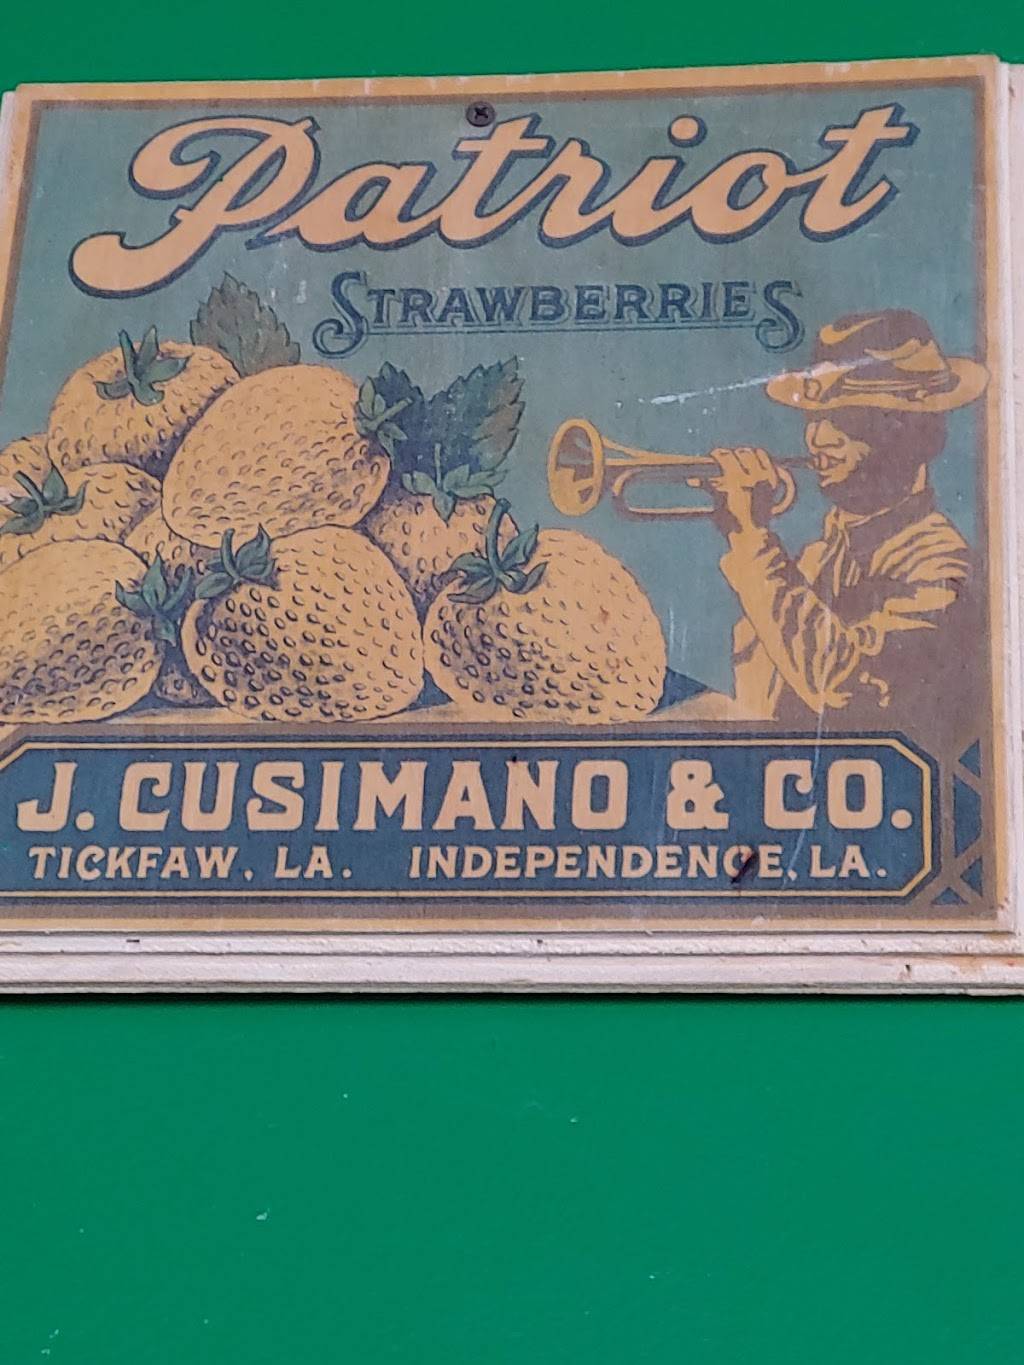 Patriot
STRAWBERRIES
J. CUSIMANO & CO.
TICKFAW, LA. INDEPENDENCE, LA.